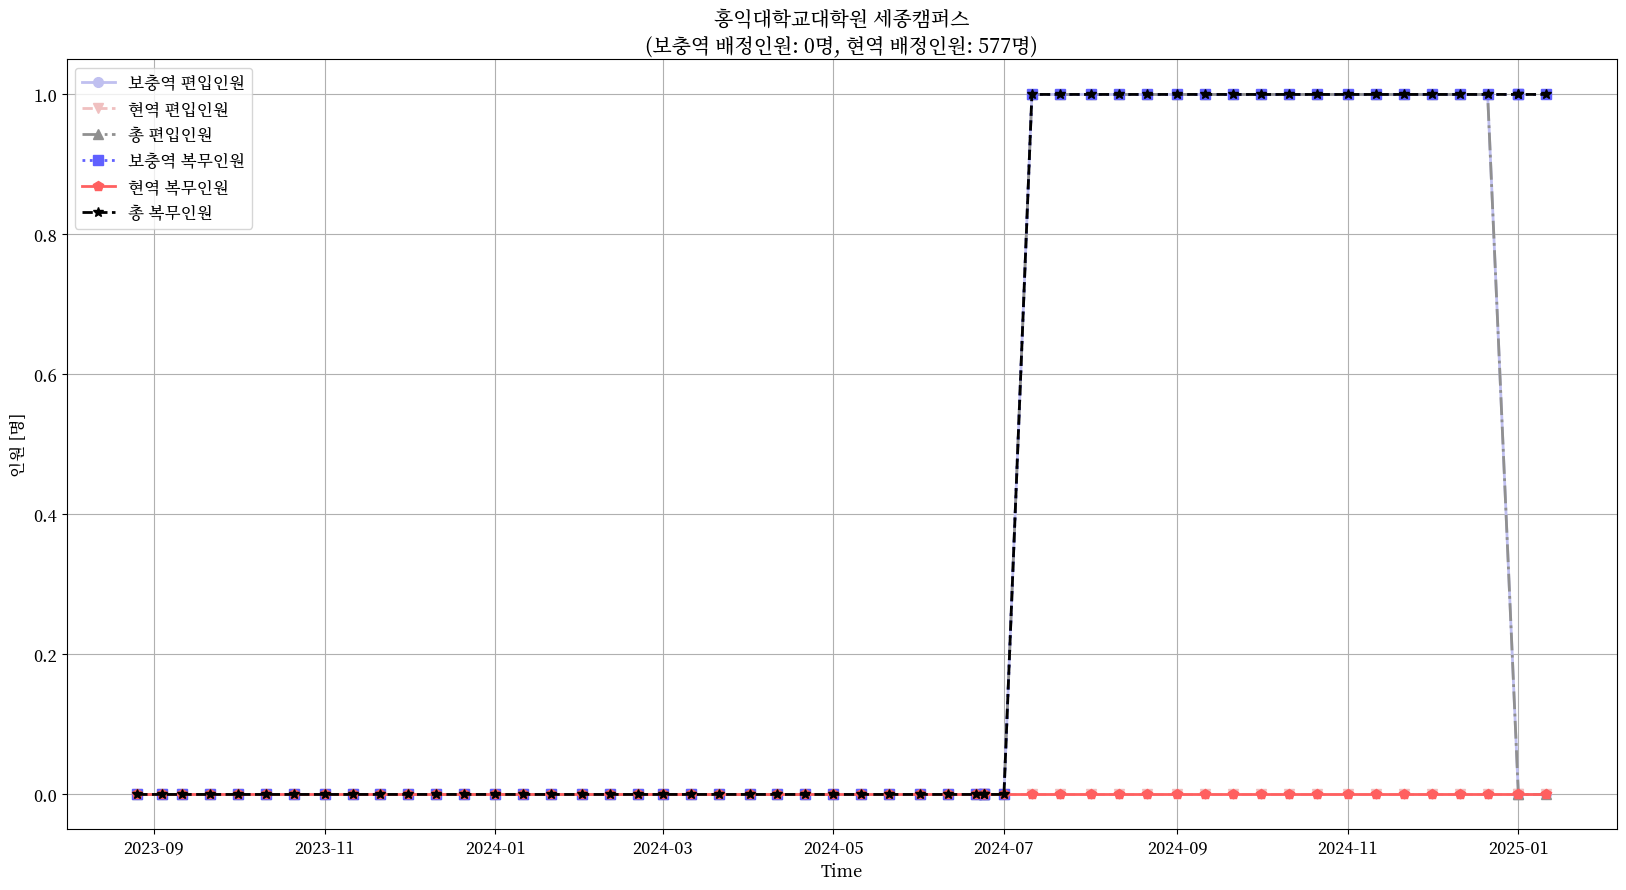 홍익대학교대학원 세종캠퍼스
(보충역 배정인원: 0명, 현역 배정인원: 577명)
보충역 편입인원
현역 편입인원
총 편입인원
보충역 복무인원
현역 복무인원
총 복무인원
인원 [명]
1.0
0.8
0.6
0.4
0.2
0.0
2023-09 2023-11 2024-01 2024-03 2024-05 2024-07 2024-09 2024-11 2025-01
Time